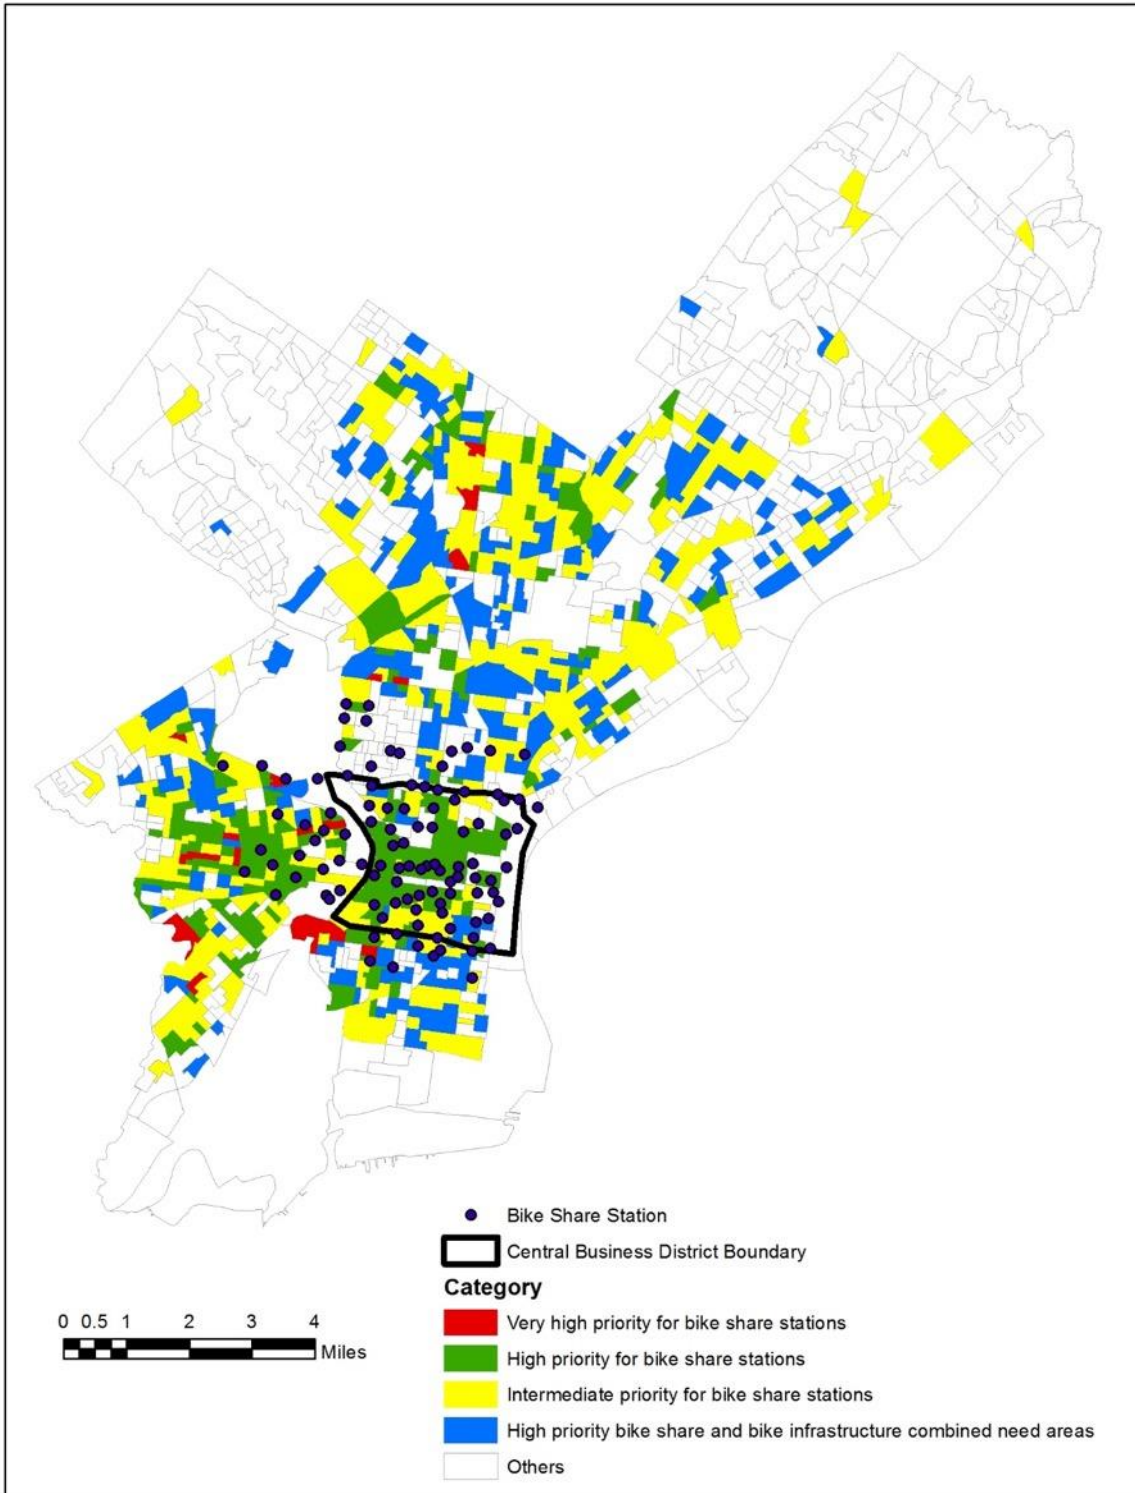 Bike Share Station
Central Business District Boundary
Category
Very high priority for bike share stations
High priority for bike share stations
Intermediate priority for bike share stations
High priority bike share and bike infrastructure combined need areas
Others
0 0.5 1 2 3 4
Miles